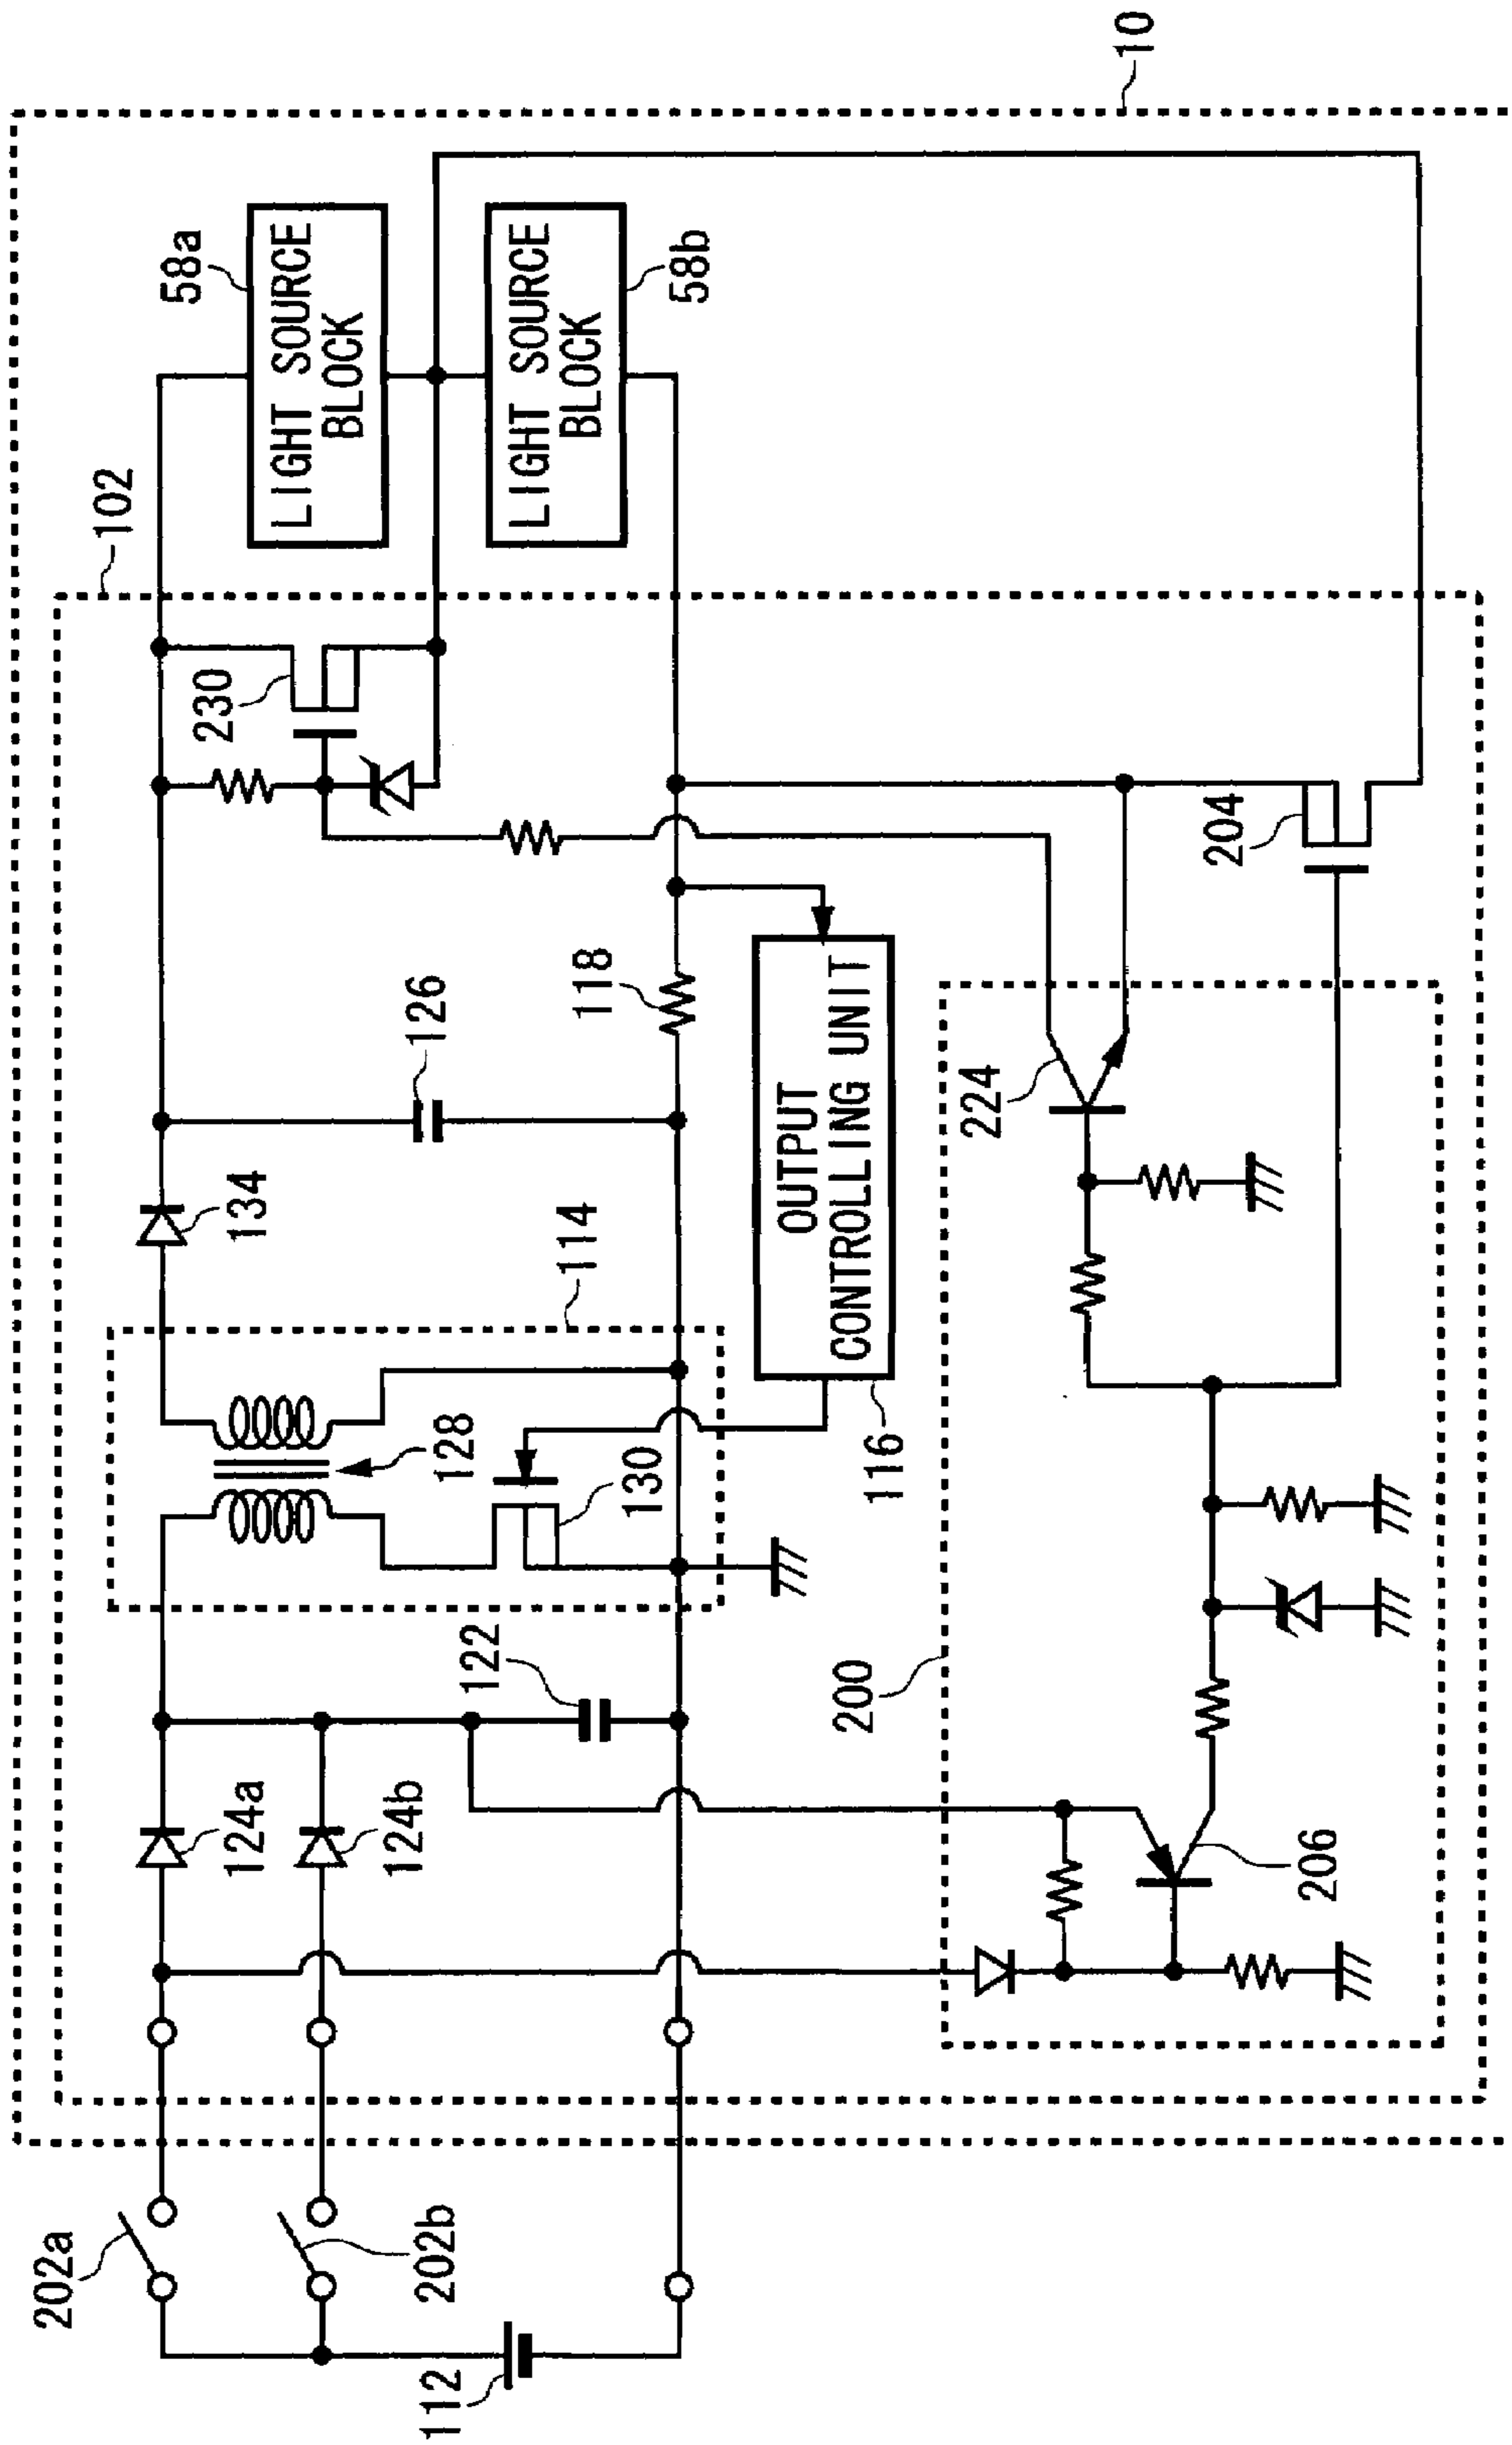 10
102
58a
LIGHT SOURCE
BLOCK
LIGHT SOURCE
BLOCK
58b
230
204
126
118
134
114
128
130
OUTPUT
CONTROLLING UNIT
116
224
122
200
124a
124b
206
202a
202b
112